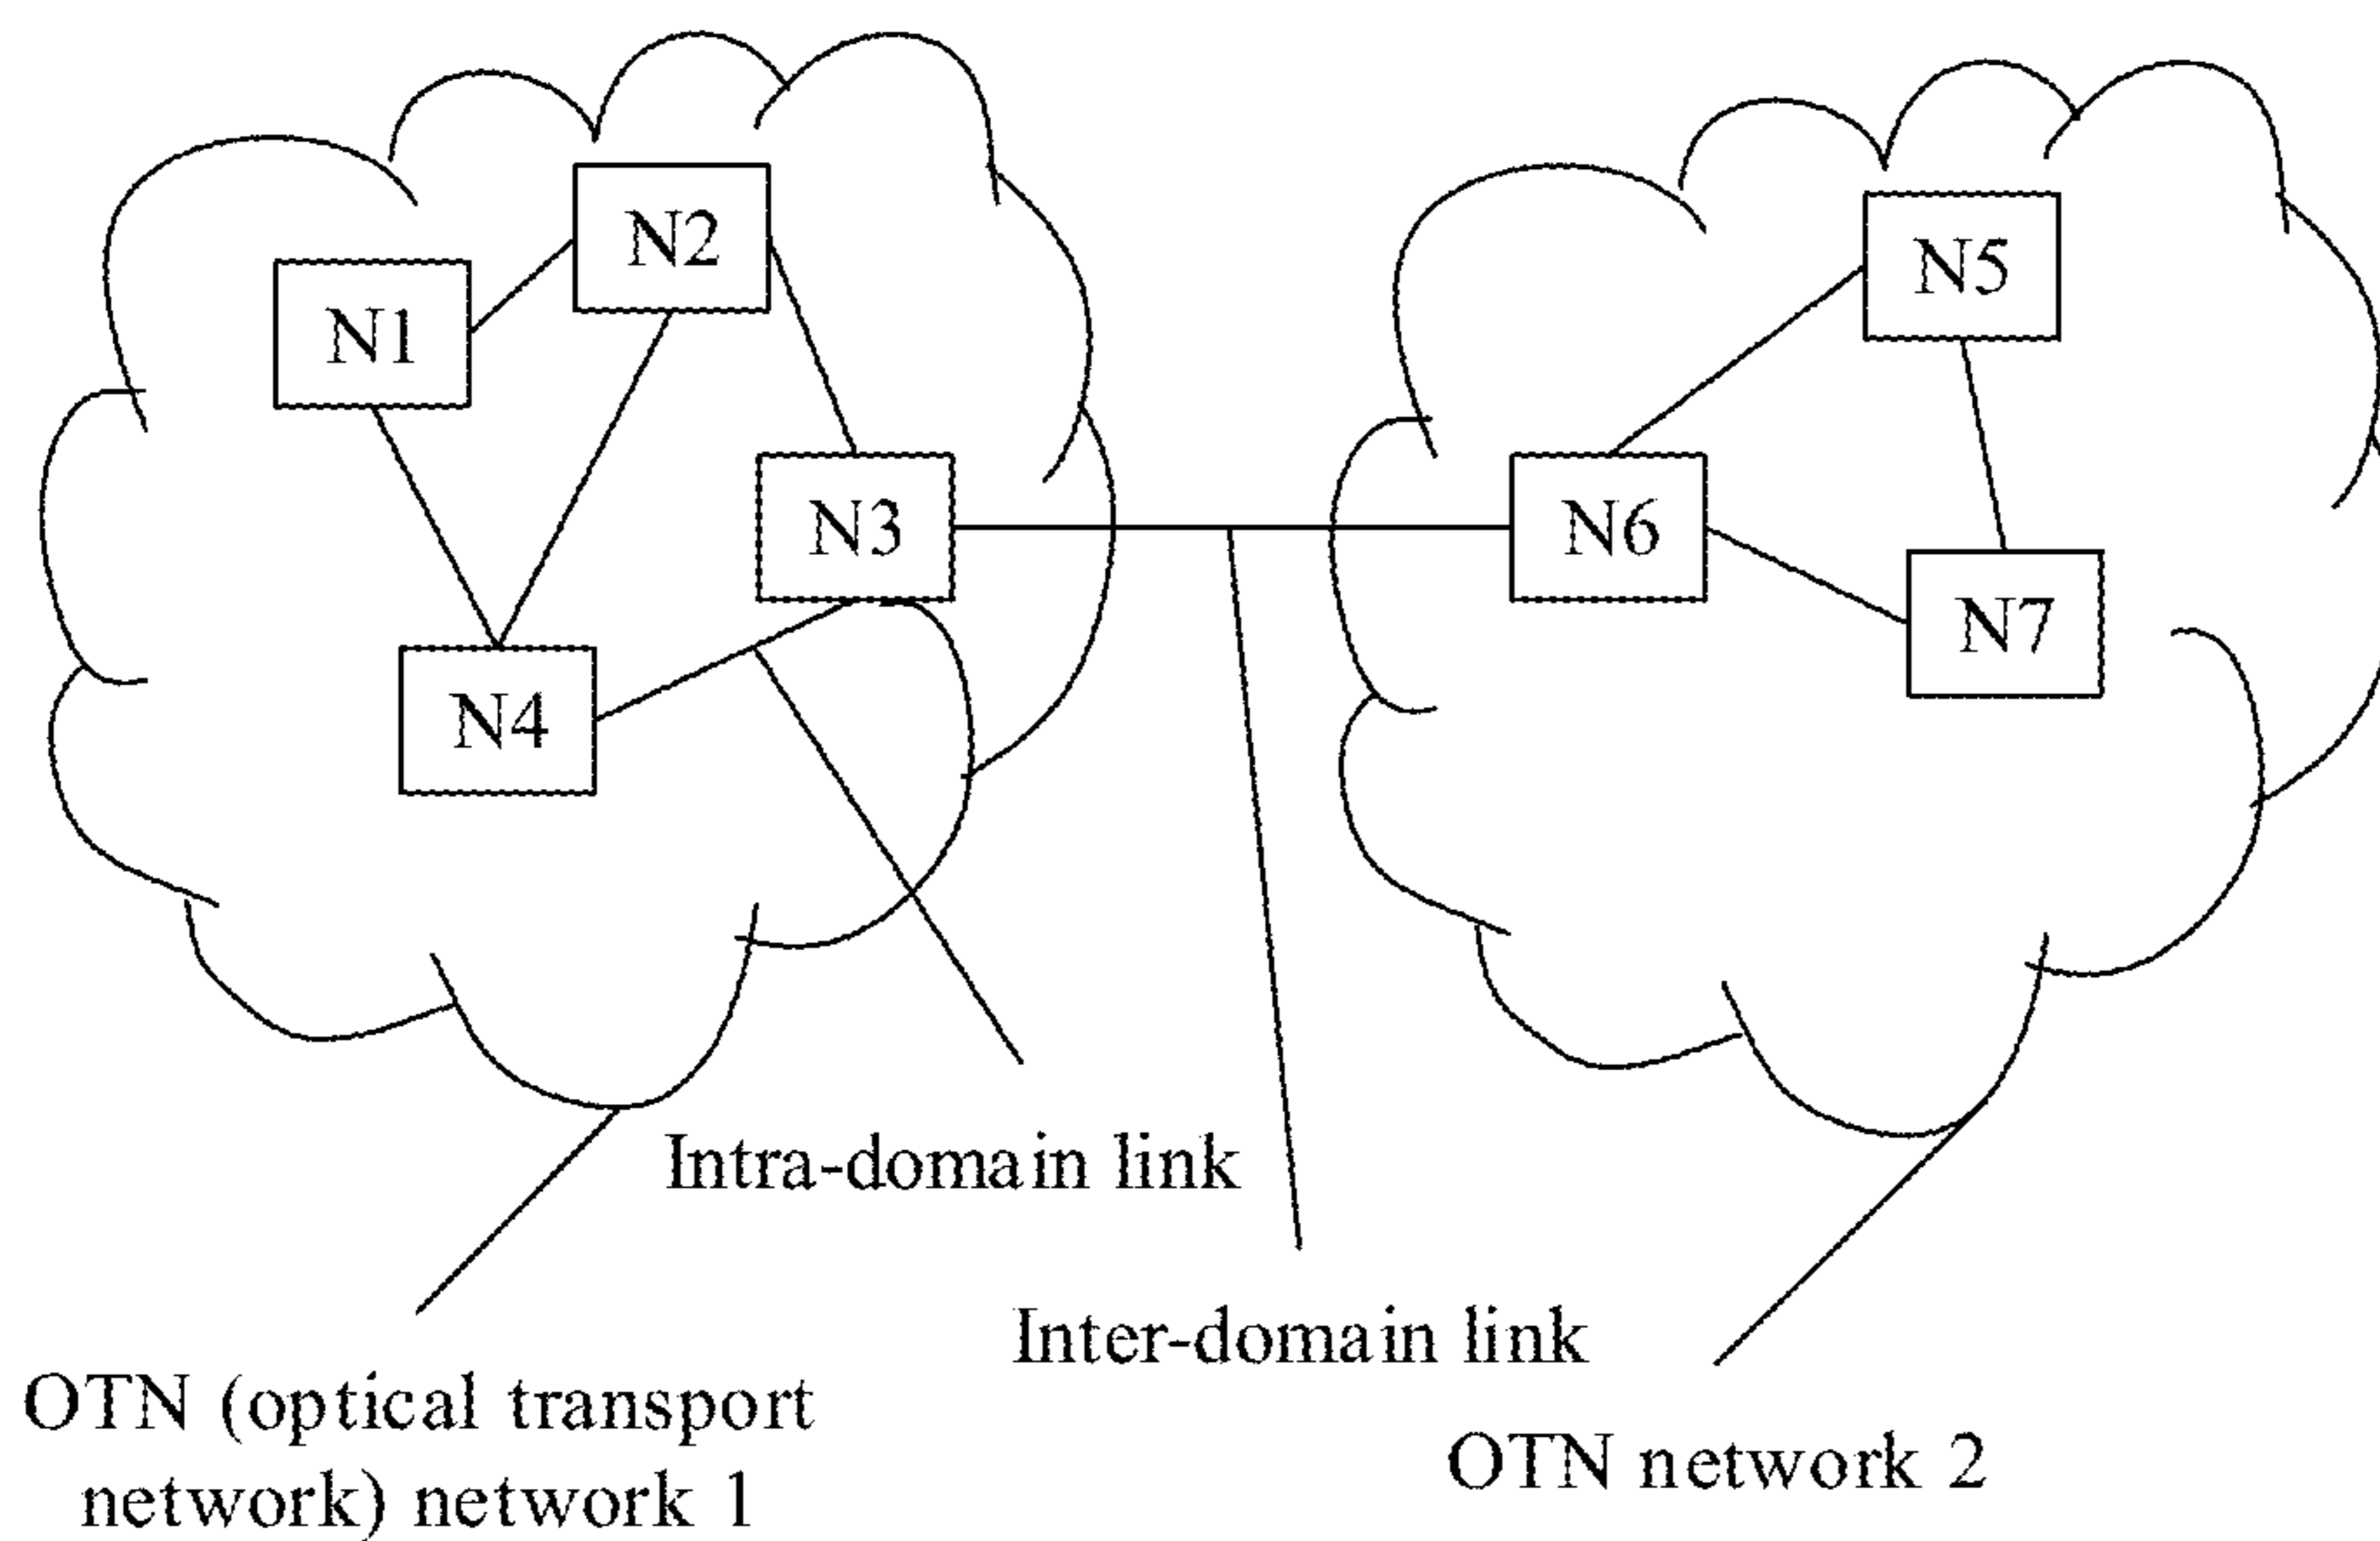 N2
N1
N5
N3
N6
N4
N7
Intra-domain link
Inter-domain link
OTN (optical transport
network) network 1
OTN network 2